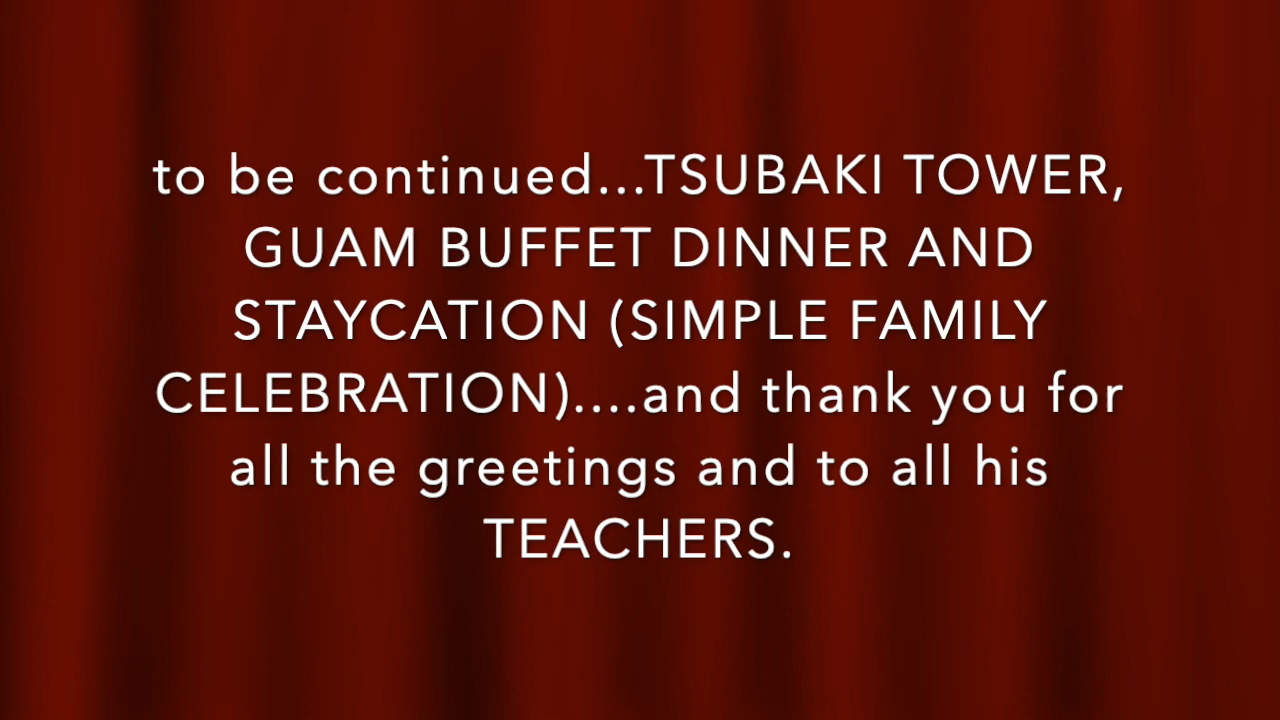 to be continued...TSUBAKI TOWER,
GUAM BUFFET DINNER AND
STAYCATION (SIMPLE FAMILY
CELEBRATION)....and thank you for
all the greetings and to all his
TEACHERS.